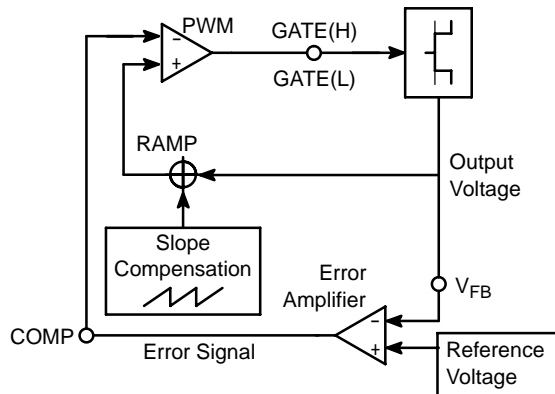 PWM
−
+
GATE(H)
GATE(L)
RAMP
Output
Voltage
Slope
Compensation
Error
Amplifier
VFB
−
+
COMP
Error Signal
Reference
Voltage